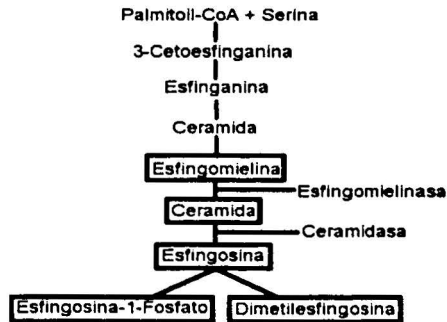 Palmitoil-CoA + Serina
3-Cetoesfinganina
Esfinganina
Ceramida
Esfingomielina
Esfingomielinasa
Ceramida
Ceramidasa
Esfingosina
Esfingosina-1-Fosfato
Dimetilesfingosina